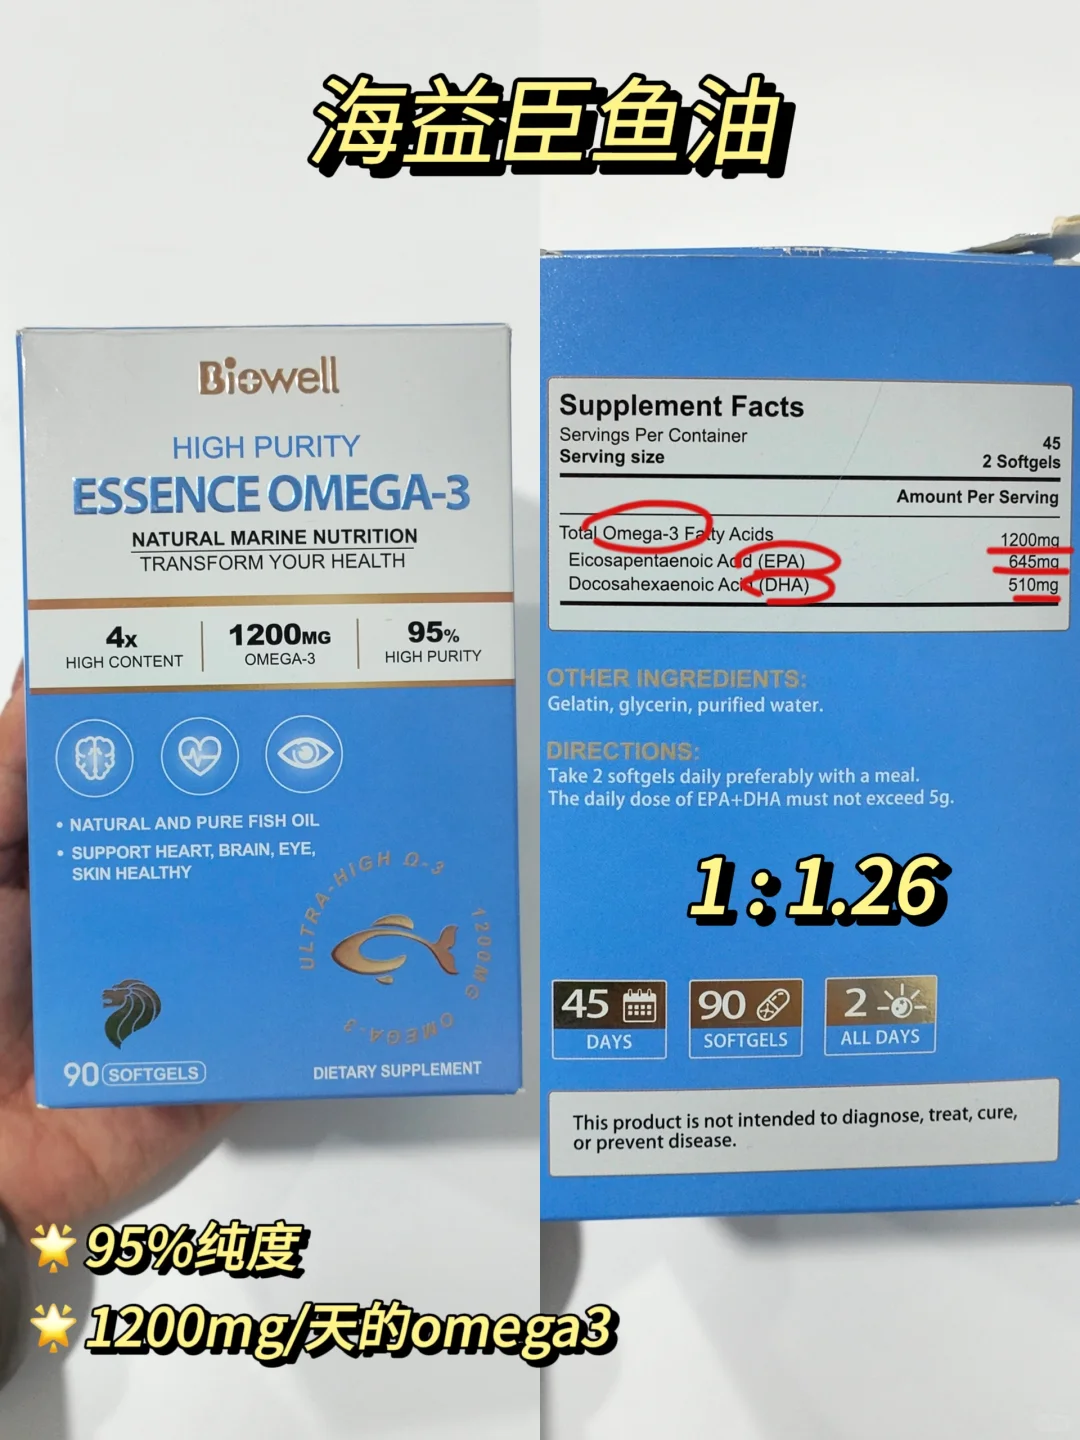 海益臣鱼油
Biowell
HIGH PURITY
ESSENCE OMEGA-3
NATURAL MARINE NUTRITION
TRANSFORM YOUR HEALTH
4x
HIGH CONTENT
1200MG
OMEGA-3
95%
HIGH PURITY
• NATURAL AND PURE FISH OIL
• SUPPORT HEART, BRAIN, EYE,
SKIN HEALTHY
ULTRA-HIGH Ω-3
1200MG
OMEGA-3
90 SOFTGELS
DIETARY SUPPLEMENT
Supplement Facts
Servings Per Container 45
Serving size 2 Softgels
Amount Per Serving
Total Omega-3 Fatty Acids 1200mg
Eicosapentaenoic Acid (EPA) 645mg
Docosahexaenoic Acid (DHA) 510mg
OTHER INGREDIENTS:
Gelatin, glycerin, purified water.
DIRECTIONS:
Take 2 softgels daily preferably with a meal.
The daily dose of EPA+DHA must not exceed 5g.
1:1.26
45
DAYS
90
SOFTGELS
2
ALL DAYS
This product is not intended to diagnose, treat, cure,
or prevent disease.
95%纯度
1200mg/天的omega3